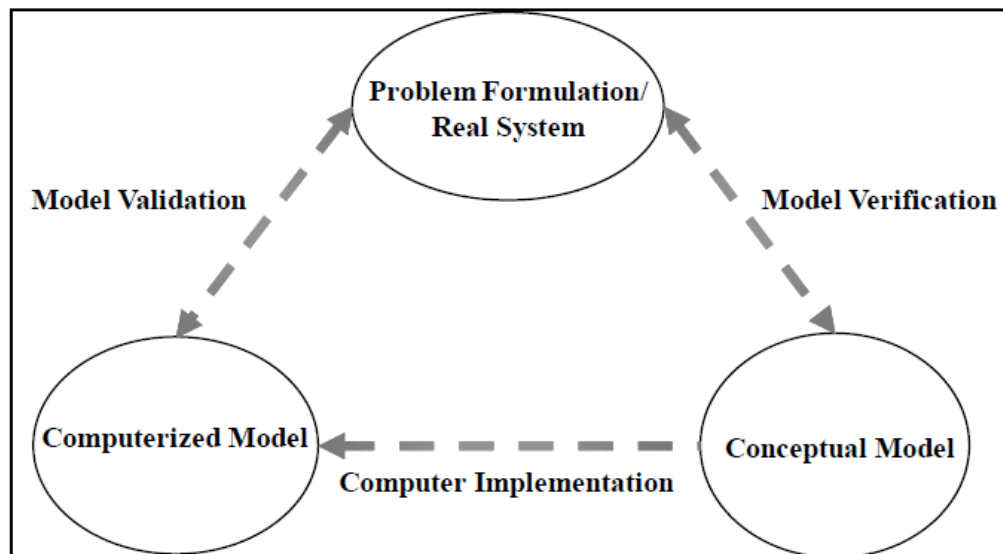 Problem Formulation/
Real System
Model Validation
Model Verification
Computerized Model
Conceptual Model
Computer Implementation